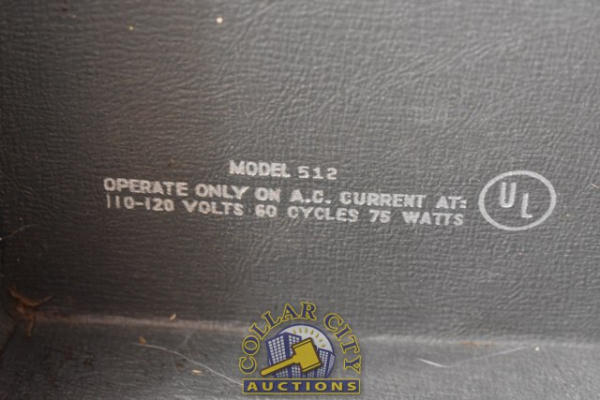 MODEL 512
OPERATE ONLY ON A.C. CURRENT AT:
110-120 VOLTS 60 CYCLES 75 WATTS
UL
COLLAR CITY
AUCTIONS